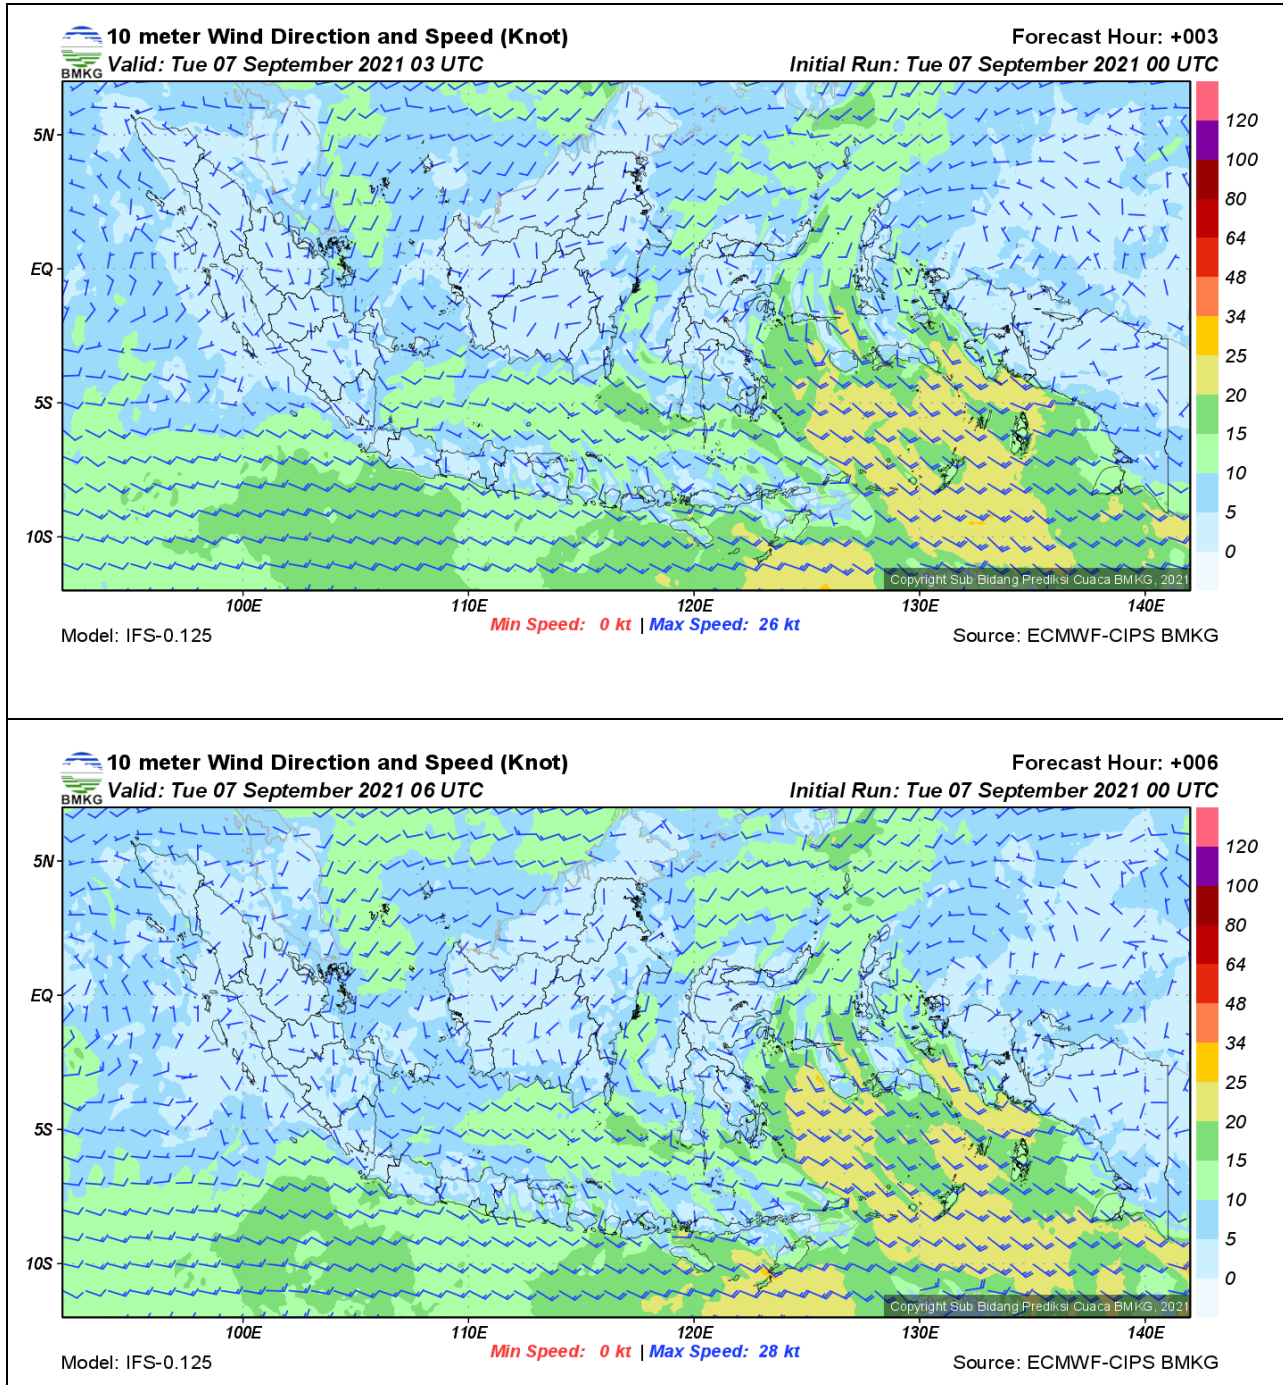 10 meter Wind Direction and Speed (Knot)
Forecast Hour: +003
BMKG
Valid: Tue 07 September 2021 03 UTC
Initial Run: Tue 07 September 2021 00 UTC
5N
EQ
5S
10S
120
100
80
64
48
34
25
20
15
10
5
0
Copyright Sub Bidang Prediksi Cuaca BMKG, 2021
100E
110E
120E
130E
140E
Min Speed: 0 kt | Max Speed: 26 kt
Model: IFS-0.125
Source: ECMWF-CIPS BMKG
10 meter Wind Direction and Speed (Knot)
Forecast Hour: +006
BMKG
Valid: Tue 07 September 2021 06 UTC
Initial Run: Tue 07 September 2021 00 UTC
5N
EQ
5S
10S
120
100
80
64
48
34
25
20
15
10
5
0
Copyright Sub Bidang Prediksi Cuaca BMKG, 2021
100E
110E
120E
130E
140E
Min Speed: 0 kt | Max Speed: 28 kt
Model: IFS-0.125
Source: ECMWF-CIPS BMKG